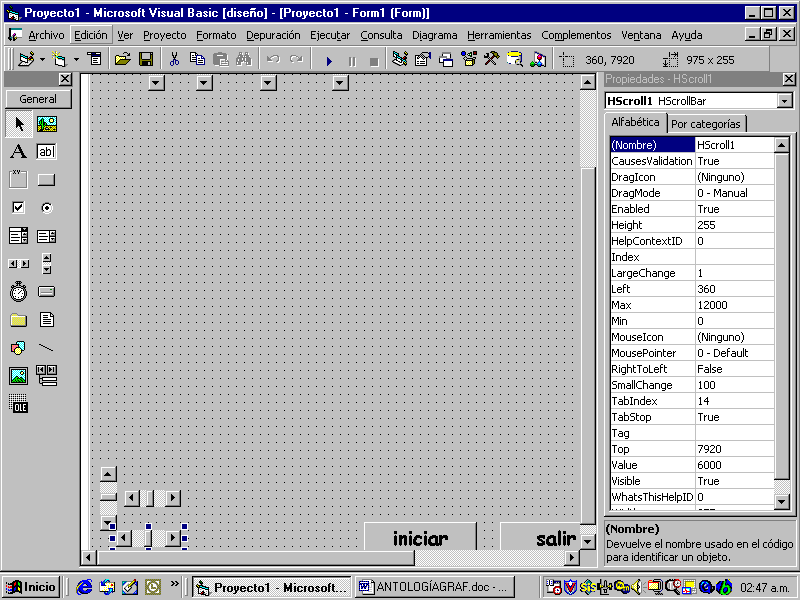 Proyecto1 - Microsoft Visual Basic [diseño] - [Proyecto1 - Form1 (Form)]
Archivo Edición Ver Proyecto Formato Depuración Ejecutar Consulta Diagrama Herramientas Complementos Ventana Ayuda
360, 7920 975 x 255
General
A ab|
xy
OLE
iniciar salir
Propiedades - HScroll1
HScroll1 HScrollBar
Alfabética Por categorías
(Nombre) HScroll1
CausesValidation True
DragIcon (Ninguno)
DragMode 0 - Manual
Enabled True
Height 255
HelpContextID 0
Index
LargeChange 1
Left 360
Max 12000
Min 0
MouseIcon (Ninguno)
MousePointer 0 - Default
RightToLeft False
SmallChange 100
TabIndex 14
TabStop True
Tag
Top 7920
Value 6000
Visible True
WhatsThisHelpID 0
(Nombre)
Devuelve el nombre usado en el código
para identificar un objeto.
Inicio Proyecto1 - Microsoft... ANTOLOGÍAGRAF.doc - ... 02:47 a.m.